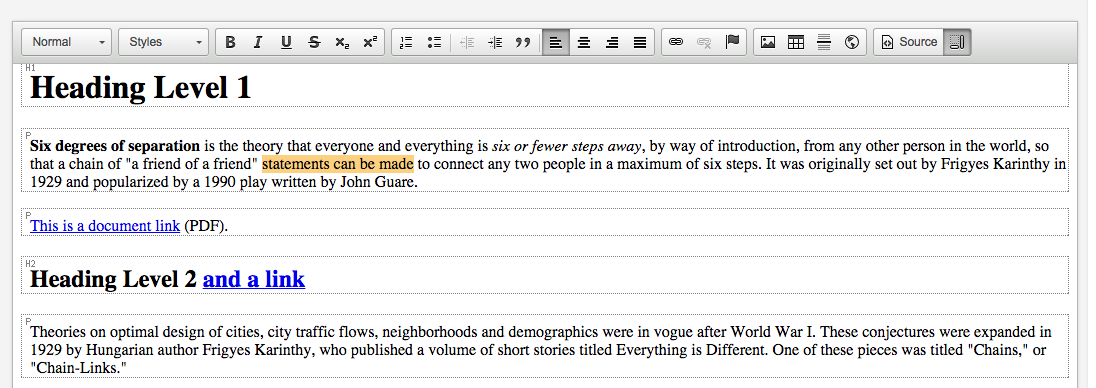 Normal Styles B I U S x₂ x² Source
H1
Heading Level 1
P
Six degrees of separation is the theory that everyone and everything is six or fewer steps away, by way of introduction, from any other person in the world, so
that a chain of "a friend of a friend" statements can be made to connect any two people in a maximum of six steps. It was originally set out by Frigyes Karinthy in
1929 and popularized by a 1990 play written by John Guare.
P
This is a document link (PDF).
H2
Heading Level 2 and a link
P
Theories on optimal design of cities, city traffic flows, neighborhoods and demographics were in vogue after World War I. These conjectures were expanded in
1929 by Hungarian author Frigyes Karinthy, who published a volume of short stories titled Everything is Different. One of these pieces was titled "Chains," or
"Chain-Links."